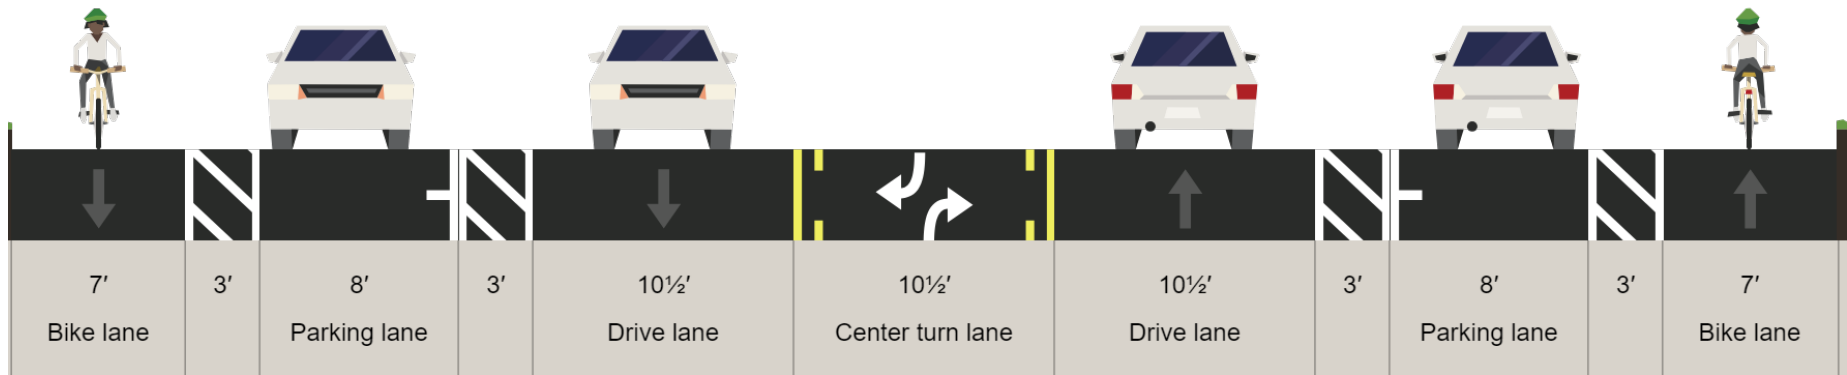 7′ 3′ 8′ 3′ 10½′ 10½′ 10½′ 3′ 8′ 3′ 7′
Bike lane Parking lane Drive lane Center turn lane Drive lane Parking lane Bike lane